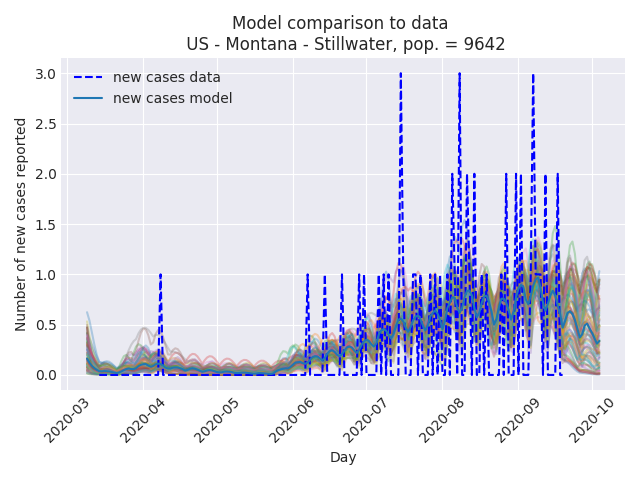 Model comparison to data
US - Montana - Stillwater, pop. = 9642
new cases data
new cases model
Number of new cases reported
3.0
2.5
2.0
1.5
1.0
0.5
0.0
2020-03
2020-04
2020-05
2020-06
2020-07
2020-08
2020-09
2020-10
Day